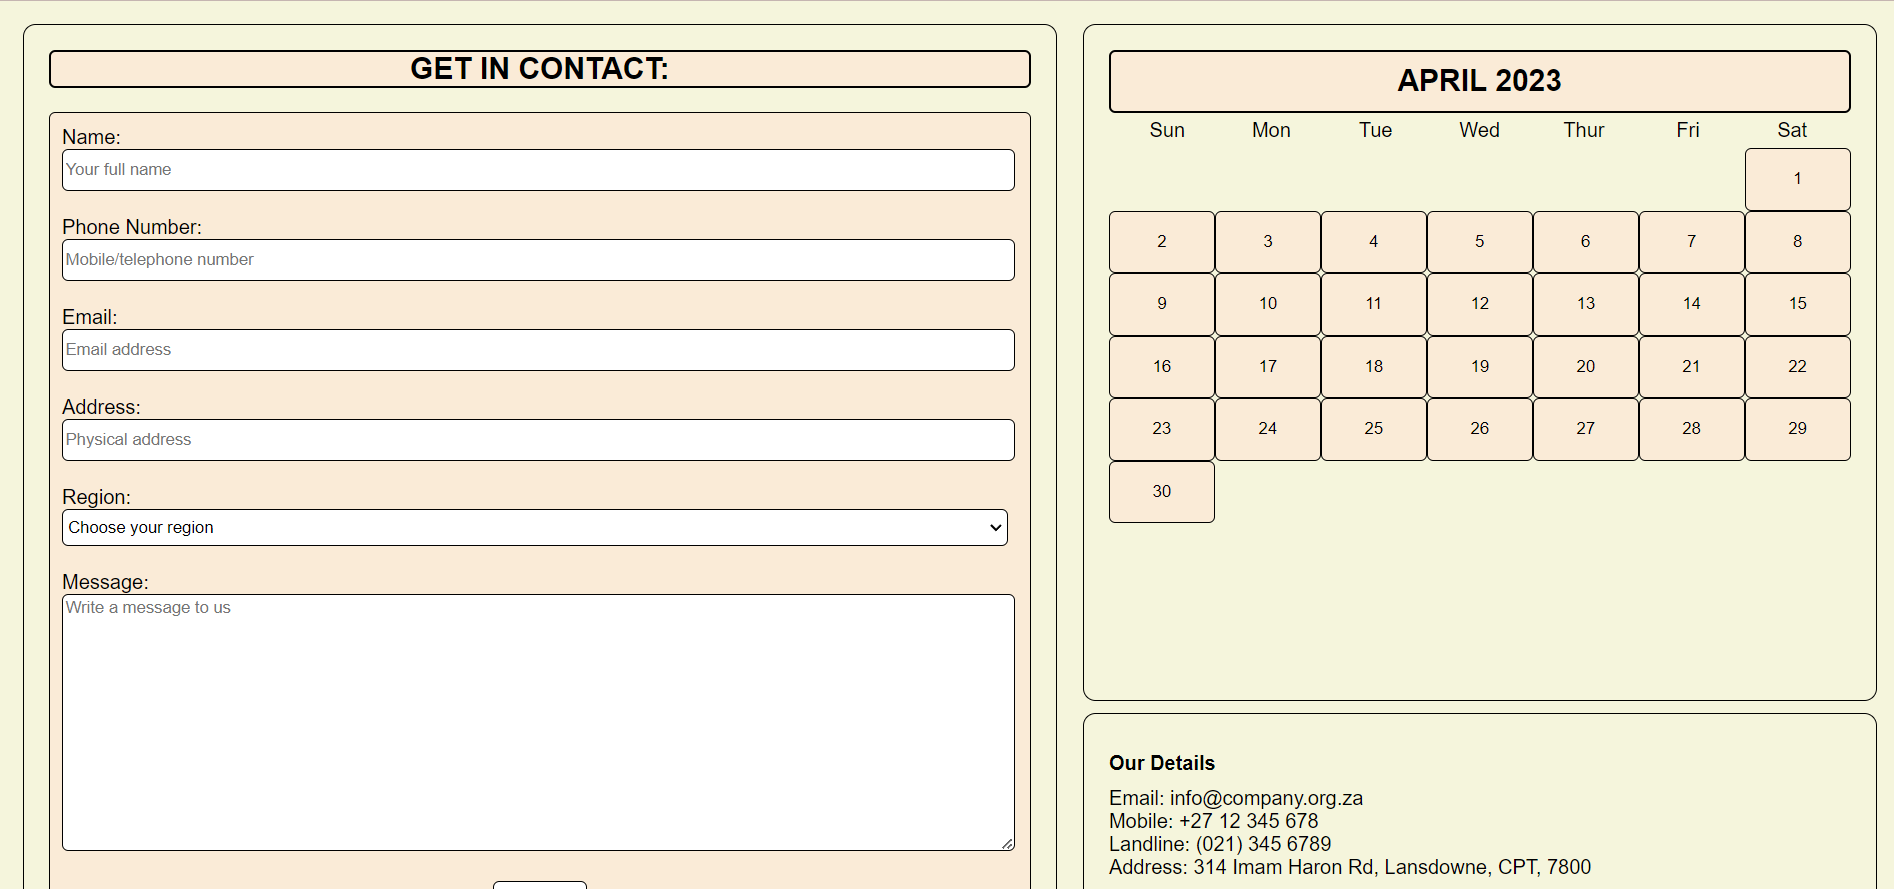 GET IN CONTACT:
Name:
Your full name
Phone Number:
Mobile/telephone number
Email:
Email address
Address:
Physical address
Region:
Choose your region
Message:
Write a message to us
APRIL 2023
Sun Mon Tue Wed Thur Fri Sat
1
2 3 4 5 6 7 8
9 10 11 12 13 14 15
16 17 18 19 20 21 22
23 24 25 26 27 28 29
30
Our Details
Email: info@company.org.za
Mobile: +27 12 345 678
Landline: (021) 345 6789
Address: 314 Imam Haron Rd, Lansdowne, CPT, 7800